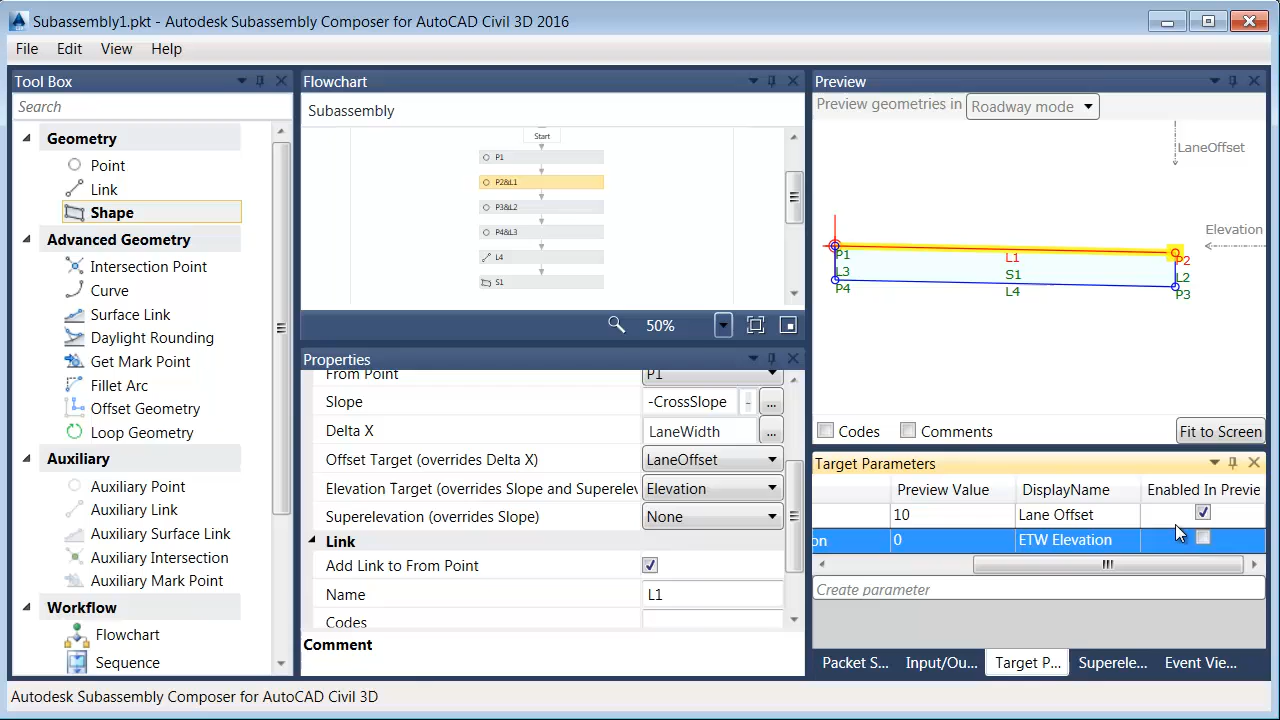 Subassembly1.pkt - Autodesk Subassembly Composer for AutoCAD Civil 3D 2016
File Edit View Help
Tool Box
Search
Geometry
Point
Link
Shape
Advanced Geometry
Intersection Point
Curve
Surface Link
Daylight Rounding
Get Mark Point
Fillet Arc
Offset Geometry
Loop Geometry
Auxiliary
Auxiliary Point
Auxiliary Link
Auxiliary Surface Link
Auxiliary Intersection
Auxiliary Mark Point
Workflow
Flowchart
Sequence
Flowchart
Subassembly
Start
P1
P2&L1
P3&L2
P4&L3
L4
S1
50%
Properties
From Point P1
Slope -CrossSlope - ...
Delta X LaneWidth ...
Offset Target (overrides Delta X) LaneOffset
Elevation Target (overrides Slope and Superelev Elevation
Superelevation (overrides Slope) None
Link
Add Link to From Point
Name L1
Codes
Comment
Preview
Preview geometries in Roadway mode
LaneOffset
Elevation
P1 L1 P2
L3 S1 L2
P4 L4 P3
Codes Comments Fit to Screen
Target Parameters
Preview Value DisplayName Enabled In Previe
10 Lane Offset
on 0 ETW Elevation
Create parameter
Packet S... Input/Ou... Target P... Superele... Event Vie...
Autodesk Subassembly Composer for AutoCAD Civil 3D